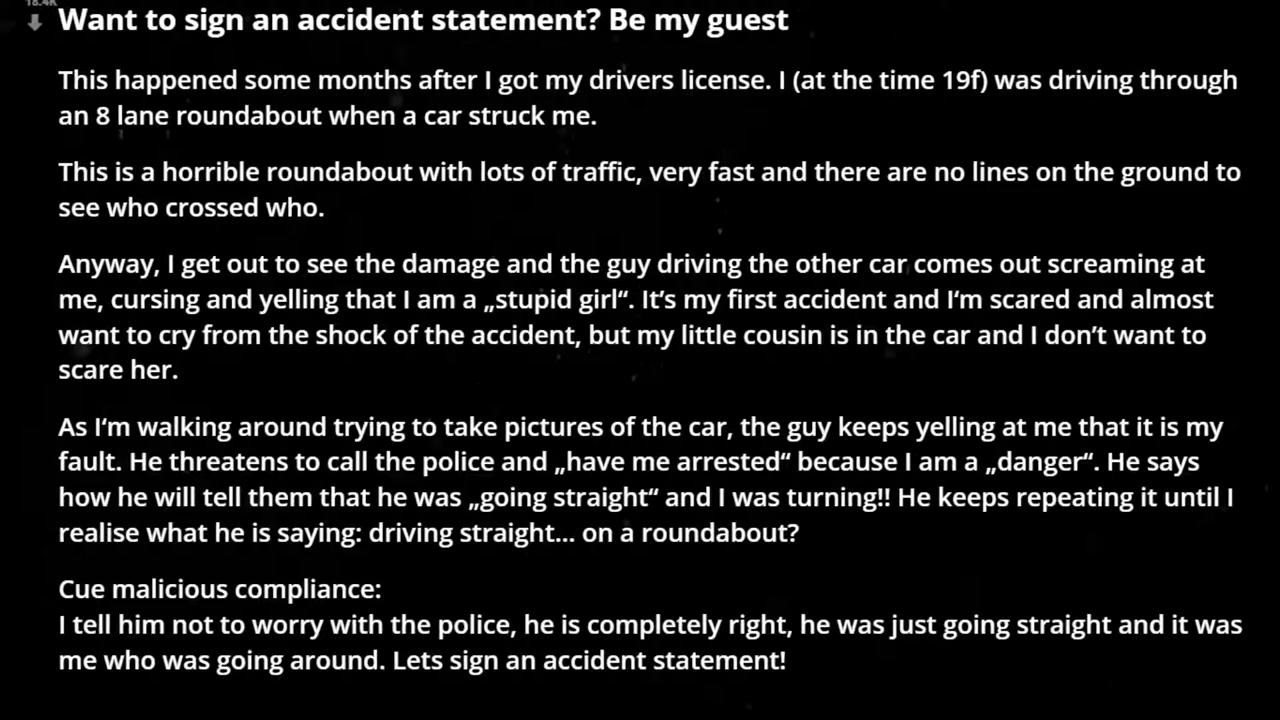 18.4K
Want to sign an accident statement? Be my guest
This happened some months after I got my drivers license. I (at the time 19f) was driving through
an 8 lane roundabout when a car struck me.
This is a horrible roundabout with lots of traffic, very fast and there are no lines on the ground to
see who crossed who.
Anyway, I get out to see the damage and the guy driving the other car comes out screaming at
me, cursing and yelling that I am a „stupid girl“. It’s my first accident and I‘m scared and almost
want to cry from the shock of the accident, but my little cousin is in the car and I don’t want to
scare her.
As I’m walking around trying to take pictures of the car, the guy keeps yelling at me that it is my
fault. He threatens to call the police and „have me arrested“ because I am a „danger“. He says
how he will tell them that he was „going straight“ and I was turning!! He keeps repeating it until I
realise what he is saying: driving straight... on a roundabout?
Cue malicious compliance:
I tell him not to worry with the police, he is completely right, he was just going straight and it was
me who was going around. Lets sign an accident statement!